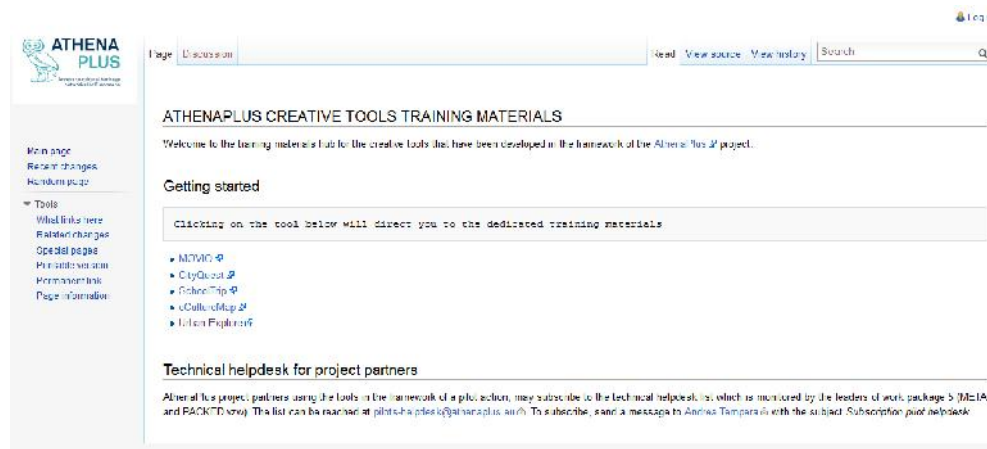 Log
ATHENA
PLUS
Page Discussion
Read View source View history Search
ATHENAPLUS CREATIVE TOOLS TRAINING MATERIALS
Welcome to the training materials hub for the creative tools that have been developed in the framework of the AthenaPlus project.
Main page
Recent changes
Random page
Getting started
Tools
What links here
Related changes
Special pages
Printable version
Permanent link
Page information
Clicking on the tool below will direct you to the dedicated training materials
MOVIO
CityQuest
SchoolTrip
eCultureMap
Urban Explorer
Technical helpdesk for project partners
AthenaPlus project partners using the tools in the framework of a pilot action, may subscribe to the technical helpdesk list which is monitored by the leaders of work package 5 (META
and PACKED vzw). The list can be reached at pilots-helpdesk@athenaplus.eu. To subscribe, send a message to Andrea Tempera with the subject Subscription pilot helpdesk.